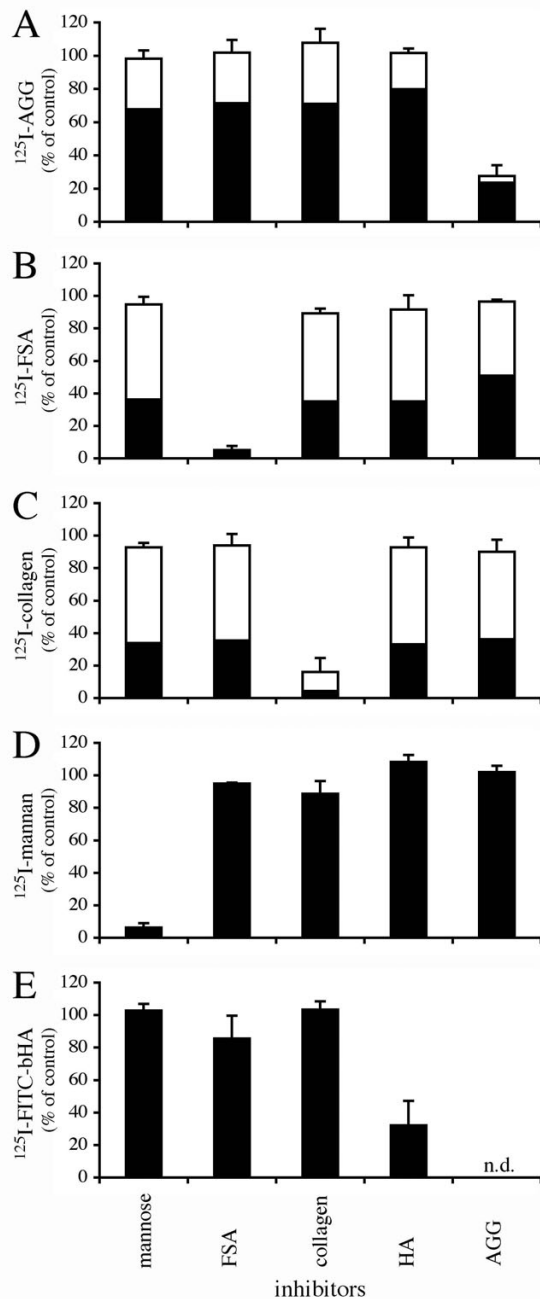 A
¹²⁵I-AGG
(% of control)
120
100
80
60
40
20
0
B
¹²⁵I-FSA
(% of control)
120
100
80
60
40
20
0
C
¹²⁵I-collagen
(% of control)
120
100
80
60
40
20
0
D
¹²⁵I-mannan
(% of control)
120
100
80
60
40
20
0
E
¹²⁵I-FITC-bHA
(% of control)
120
100
80
60
40
20
0
n.d.
mannose
FSA
collagen
HA
AGG
inhibitors